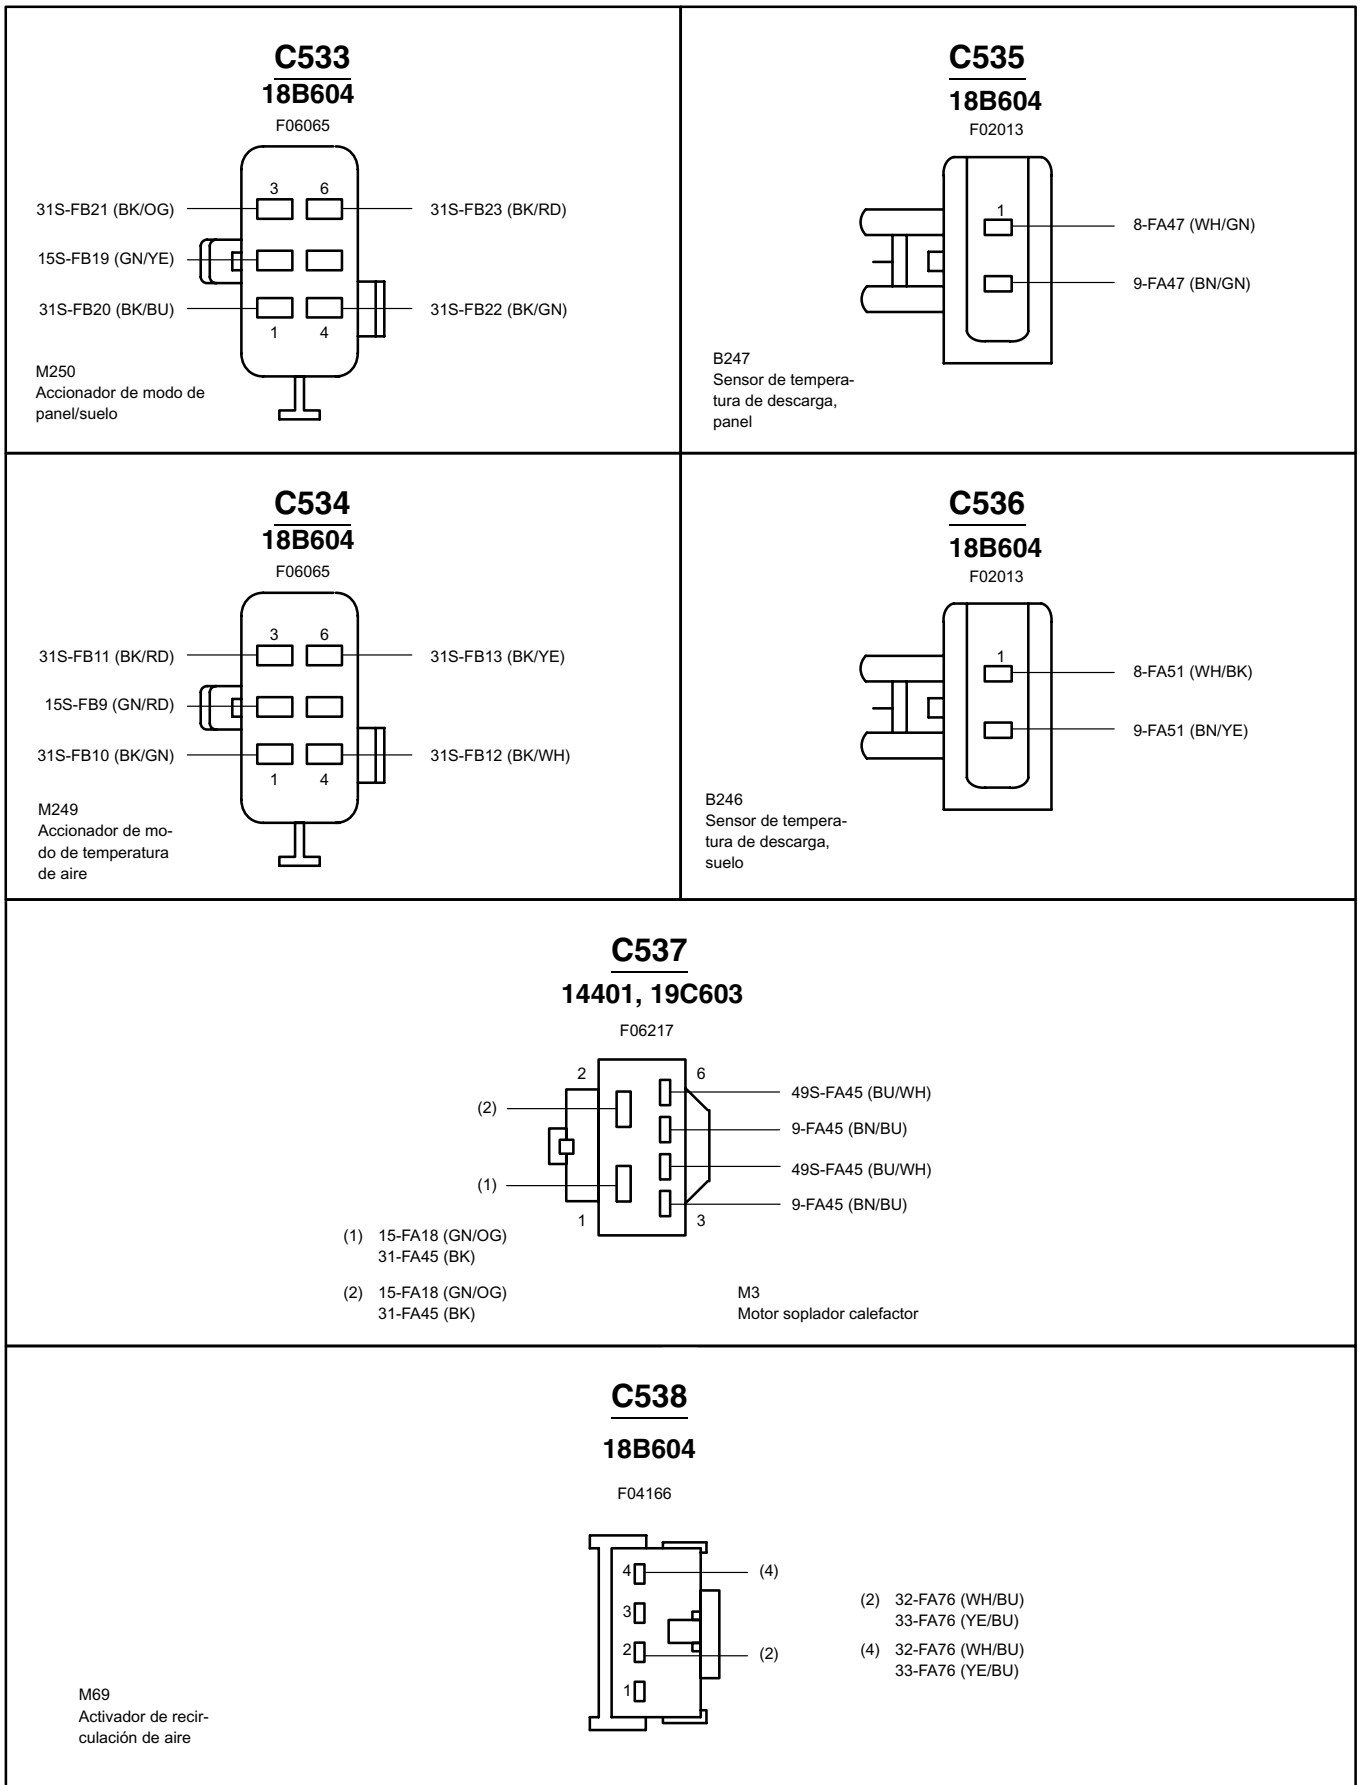 C533
18B604
F06065
3 6
31S-FB21 (BK/OG)
31S-FB23 (BK/RD)
15S-FB19 (GN/YE)
31S-FB20 (BK/BU)
31S-FB22 (BK/GN)
1 4
M250
Accionador de modo de
panel/suelo
C535
18B604
F02013
1
8-FA47 (WH/GN)
9-FA47 (BN/GN)
B247
Sensor de tempera-
tura de descarga,
panel
C534
18B604
F06065
3 6
31S-FB11 (BK/RD)
31S-FB13 (BK/YE)
15S-FB9 (GN/RD)
31S-FB10 (BK/GN)
31S-FB12 (BK/WH)
1 4
M249
Accionador de mo-
do de temperatura
de aire
C536
18B604
F02013
1
8-FA51 (WH/BK)
9-FA51 (BN/YE)
B246
Sensor de tempera-
tura de descarga,
suelo
C537
14401, 19C603
F06217
2 6
49S-FA45 (BU/WH)
(2)
9-FA45 (BN/BU)
49S-FA45 (BU/WH)
(1)
9-FA45 (BN/BU)
1 3
(1) 15-FA18 (GN/OG)
31-FA45 (BK)
(2) 15-FA18 (GN/OG)
31-FA45 (BK)
M3
Motor soplador calefactor
C538
18B604
F04166
4 (4)
3
2 (2)
1
(2) 32-FA76 (WH/BU)
33-FA76 (YE/BU)
(4) 32-FA76 (WH/BU)
33-FA76 (YE/BU)
M69
Activador de recir-
culación de aire